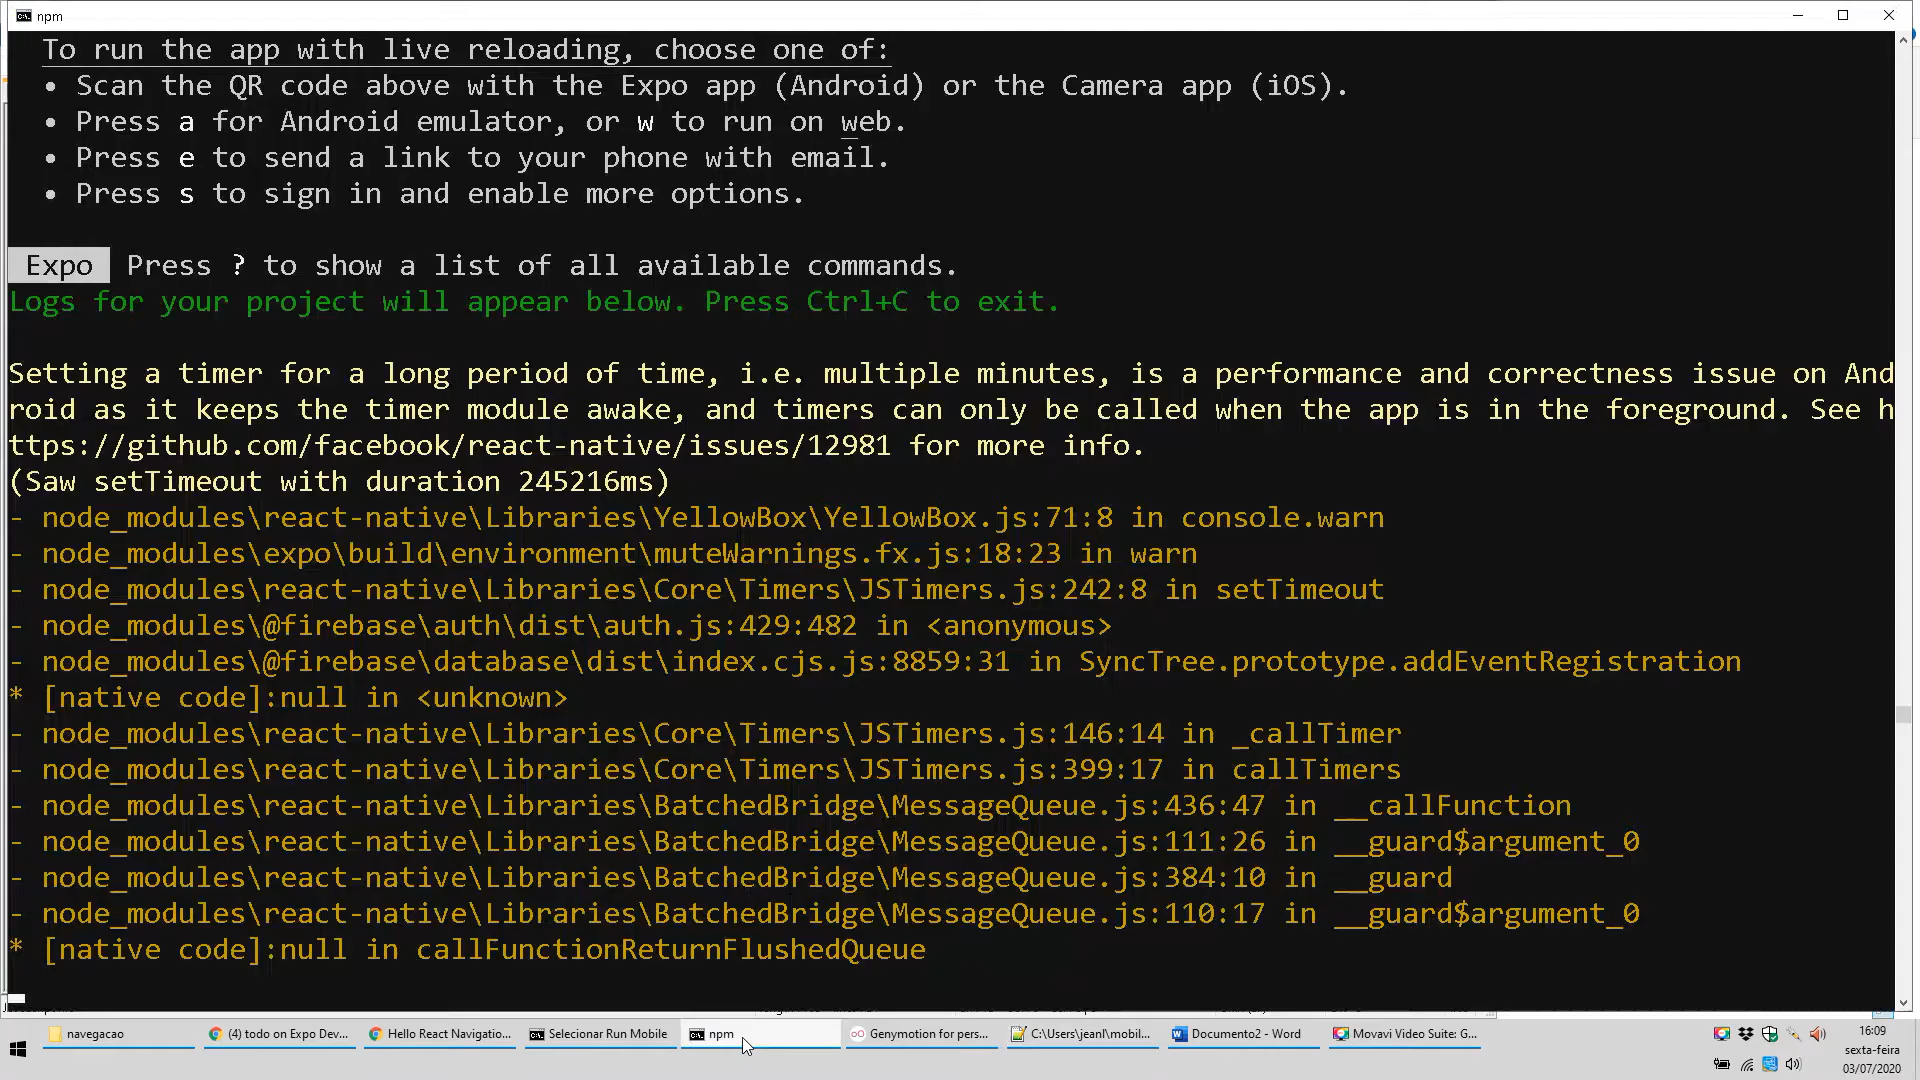 npm
To run the app with live reloading, choose one of:
• Scan the QR code above with the Expo app (Android) or the Camera app (iOS).
• Press a for Android emulator, or w to run on web.
• Press e to send a link to your phone with email.
• Press s to sign in and enable more options.
Expo Press ? to show a list of all available commands.
Logs for your project will appear below. Press Ctrl+C to exit.
Setting a timer for a long period of time, i.e. multiple minutes, is a performance and correctness issue on And
roid as it keeps the timer module awake, and timers can only be called when the app is in the foreground. See h
ttps://github.com/facebook/react-native/issues/12981 for more info.
(Saw setTimeout with duration 245216ms)
- node_modules\react-native\Libraries\YellowBox\YellowBox.js:71:8 in console.warn
- node_modules\expo\build\environment\muteWarnings.fx.js:18:23 in warn
- node_modules\react-native\Libraries\Core\Timers\JSTimers.js:242:8 in setTimeout
- node_modules\@firebase\auth\dist\auth.js:429:482 in <anonymous>
- node_modules\@firebase\database\dist\index.cjs.js:8859:31 in SyncTree.prototype.addEventRegistration
* [native code]:null in <unknown>
- node_modules\react-native\Libraries\Core\Timers\JSTimers.js:146:14 in _callTimer
- node_modules\react-native\Libraries\Core\Timers\JSTimers.js:399:17 in callTimers
- node_modules\react-native\Libraries\BatchedBridge\MessageQueue.js:436:47 in __callFunction
- node_modules\react-native\Libraries\BatchedBridge\MessageQueue.js:111:26 in __guard$argument_0
- node_modules\react-native\Libraries\BatchedBridge\MessageQueue.js:384:10 in __guard
- node_modules\react-native\Libraries\BatchedBridge\MessageQueue.js:110:17 in __guard$argument_0
* [native code]:null in callFunctionReturnFlushedQueue
navegacao (4) todo on Expo Dev... Hello React Navigatio... Selecionar Run Mobile npm Genymotion for pers... C:\Users\jeanl\mobil... Documento2 - Word Movavi Video Suite: G...
16:09
sexta-feira
03/07/2020